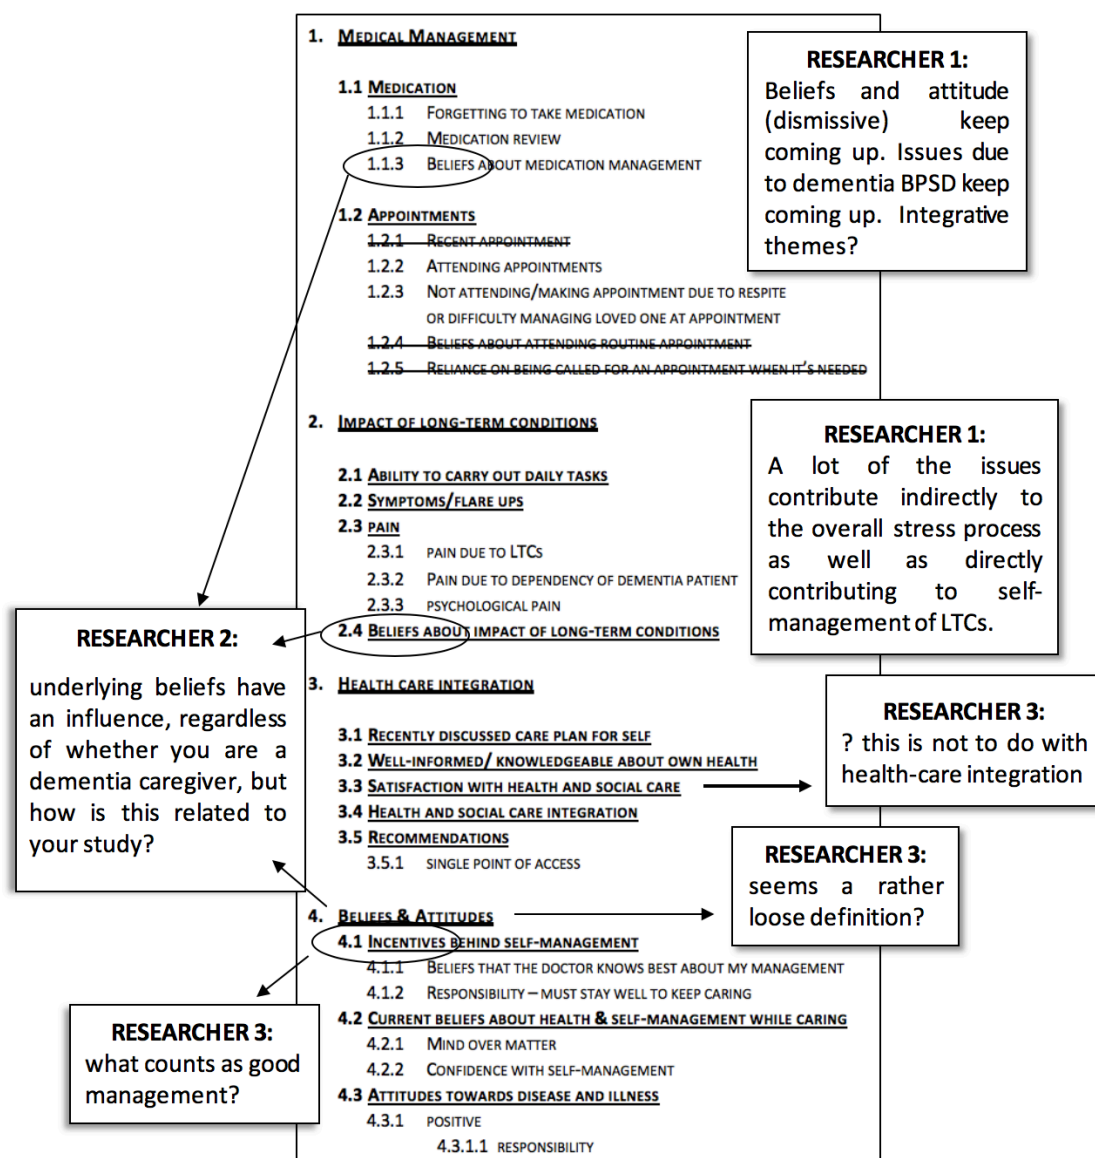 1. MEDICAL MANAGEMENT
1.1 MEDICATION
1.1.1 FORGETTING TO TAKE MEDICATION
1.1.2 MEDICATION REVIEW
1.1.3 BELIEFS ABOUT MEDICATION MANAGEMENT
1.2 APPOINTMENTS
1.2.1 RECENT APPOINTMENT
1.2.2 ATTENDING APPOINTMENTS
1.2.3 NOT ATTENDING/MAKING APPOINTMENT DUE TO RESPITE
OR DIFFICULTY MANAGING LOVED ONE AT APPOINTMENT
1.2.4 BELIEFS ABOUT ATTENDING ROUTINE APPOINTMENT
1.2.5 RELIANCE ON BEING CALLED FOR AN APPOINTMENT WHEN IT'S NEEDED
2. IMPACT OF LONG-TERM CONDITIONS
2.1 ABILITY TO CARRY OUT DAILY TASKS
2.2 SYMPTOMS/FLARE UPS
2.3 PAIN
2.3.1 PAIN DUE TO LTCS
2.3.2 PAIN DUE TO DEPENDENCY OF DEMENTIA PATIENT
2.3.3 PSYCHOLOGICAL PAIN
2.4 BELIEFS ABOUT IMPACT OF LONG-TERM CONDITIONS
3. HEALTH CARE INTEGRATION
3.1 RECENTLY DISCUSSED CARE PLAN FOR SELF
3.2 WELL-INFORMED/ KNOWLEDGEABLE ABOUT OWN HEALTH
3.3 SATISFACTION WITH HEALTH AND SOCIAL CARE
3.4 HEALTH AND SOCIAL CARE INTEGRATION
3.5 RECOMMENDATIONS
3.5.1 SINGLE POINT OF ACCESS
4. BELIEFS & ATTITUDES
4.1 INCENTIVES BEHIND SELF-MANAGEMENT
4.1.1 BELIEFS THAT THE DOCTOR KNOWS BEST ABOUT MY MANAGEMENT
4.1.2 RESPONSIBILITY – MUST STAY WELL TO KEEP CARING
4.2 CURRENT BELIEFS ABOUT HEALTH & SELF-MANAGEMENT WHILE CARING
4.2.1 MIND OVER MATTER
4.2.2 CONFIDENCE WITH SELF-MANAGEMENT
4.3 ATTITUDES TOWARDS DISEASE AND ILLNESS
4.3.1 POSITIVE
4.3.1.1 RESPONSIBILITY
RESEARCHER 1:
Beliefs and attitude
(dismissive) keep
coming up. Issues due
to dementia BPSD keep
coming up. Integrative
themes?
RESEARCHER 1:
A lot of the issues
contribute indirectly to
the overall stress process
as well as directly
contributing to self-
management of LTCs.
RESEARCHER 2:
underlying beliefs have
an influence, regardless
of whether you are a
dementia caregiver, but
how is this related to
your study?
RESEARCHER 3:
? this is not to do with
health-care integration
RESEARCHER 3:
seems a rather
loose definition?
RESEARCHER 3:
what counts as good
management?